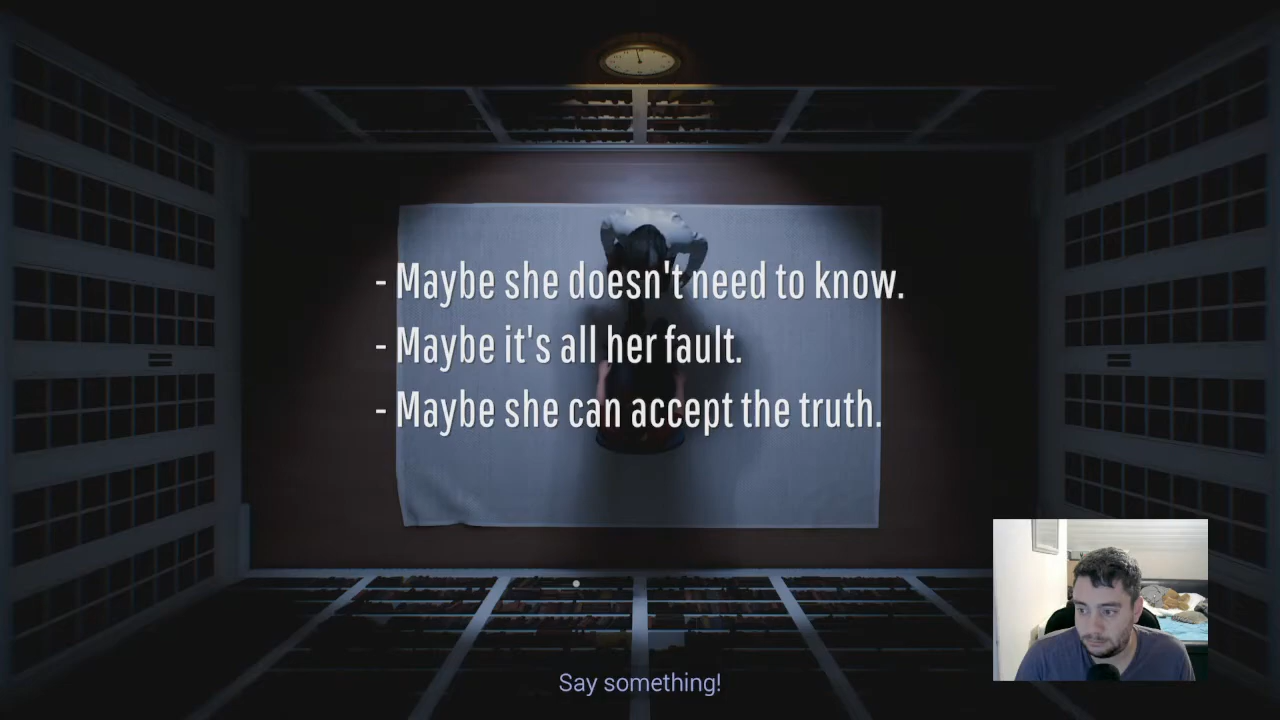 - Maybe she doesn't need to know.
- Maybe it's all her fault.
- Maybe she can accept the truth.
Say something!